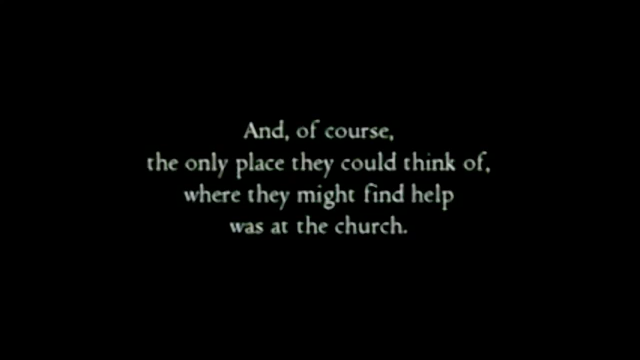 And, of course,
the only place they could think of,
where they might find help
was at the church.